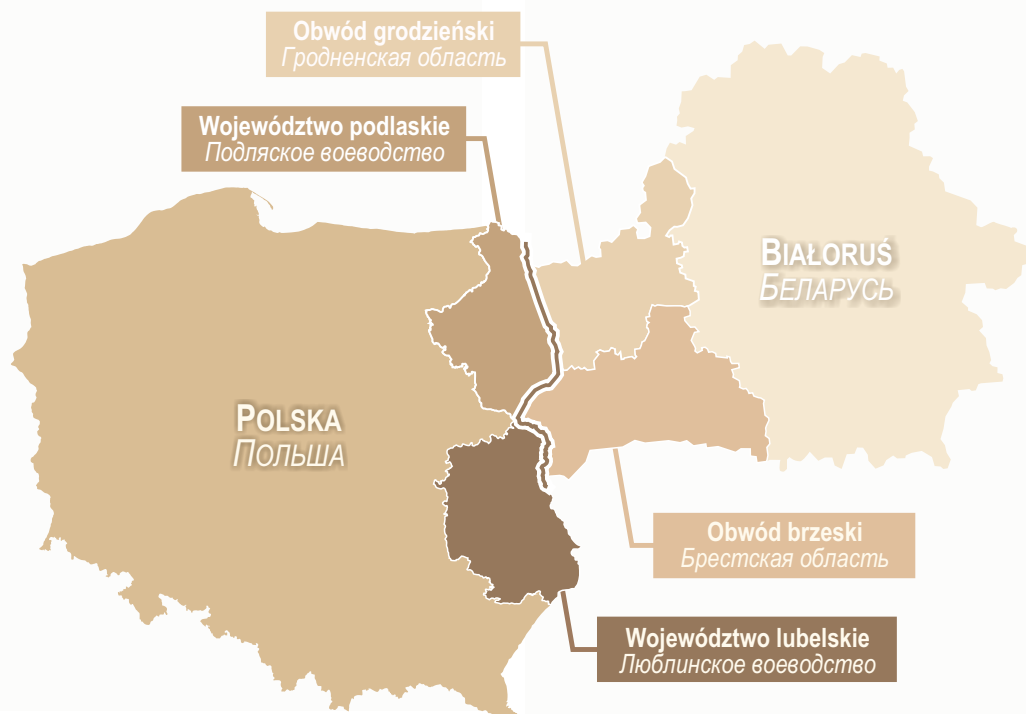 Obwód grodzieński
Гродненская область
Województwo podlaskie
Подляское воеводство
BIAŁORUŚ
БЕЛАРУСЬ
POLSKA
ПОЛЬША
Obwód brzeski
Брестская область
Województwo lubelskie
Люблинское воеводство